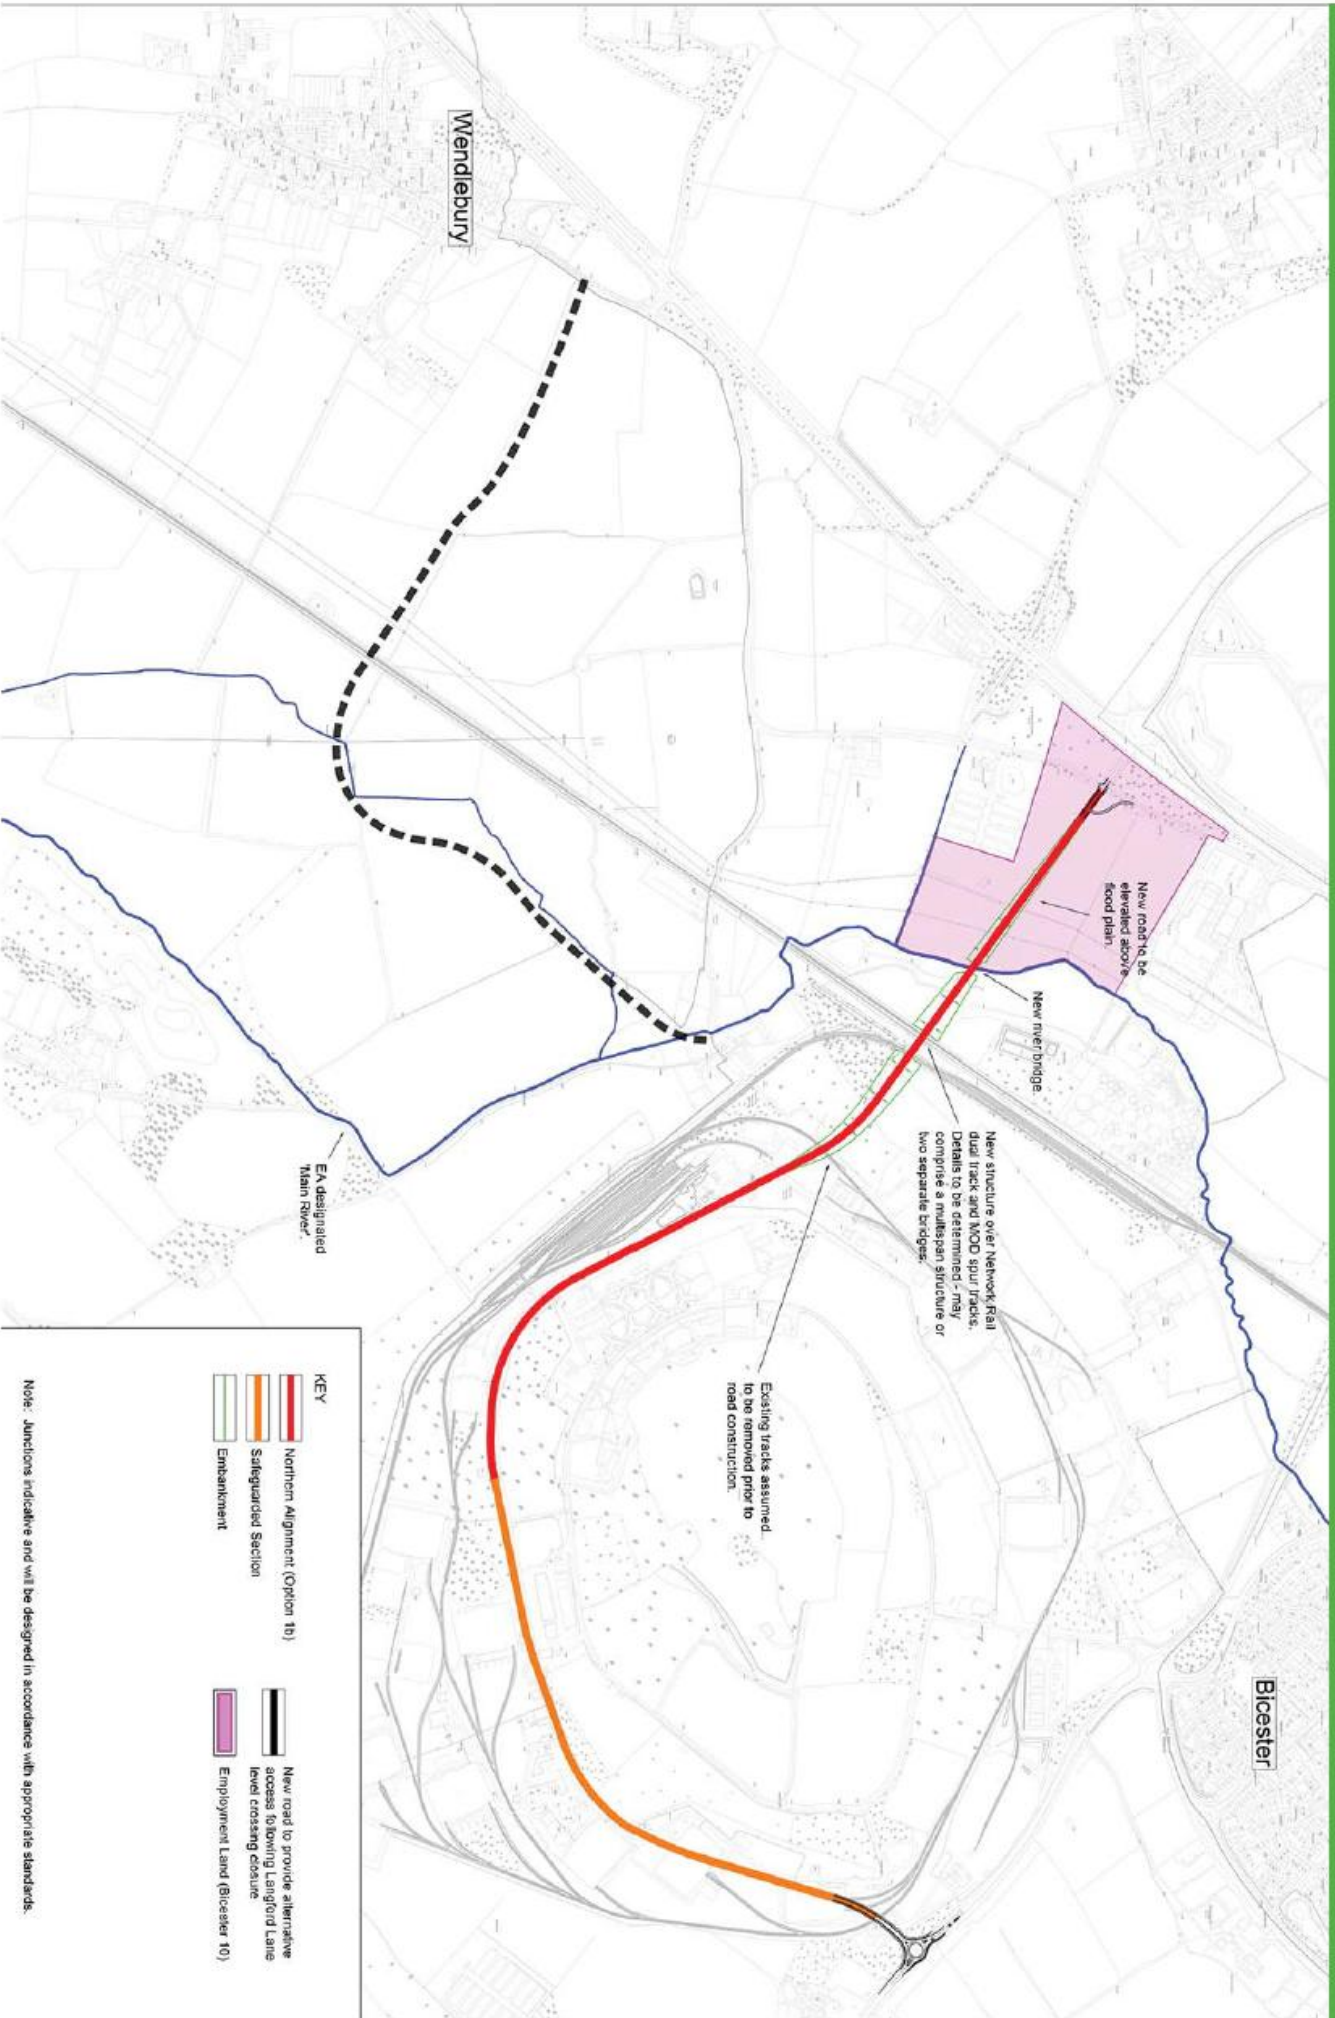 Wendlebury
Bicester
New road to be
elevated above
flood plain.
New river bridge.
New structure over Network Rail
dual track and MOD spur tracks.
Details to be determined - may
comprise a multispan structure or
two separate bridges.
Existing tracks assumed
to be removed prior to
road construction.
EA designated
'Main River'
KEY
Northern Alignment (Option 1b)
Safeguarded Section
Embankment
New road to provide alternative
access following Langford Lane
level crossing closure
Employment Land (Bicester 10)
Note: Junctions indicative and will be designed in accordance with appropriate standards.